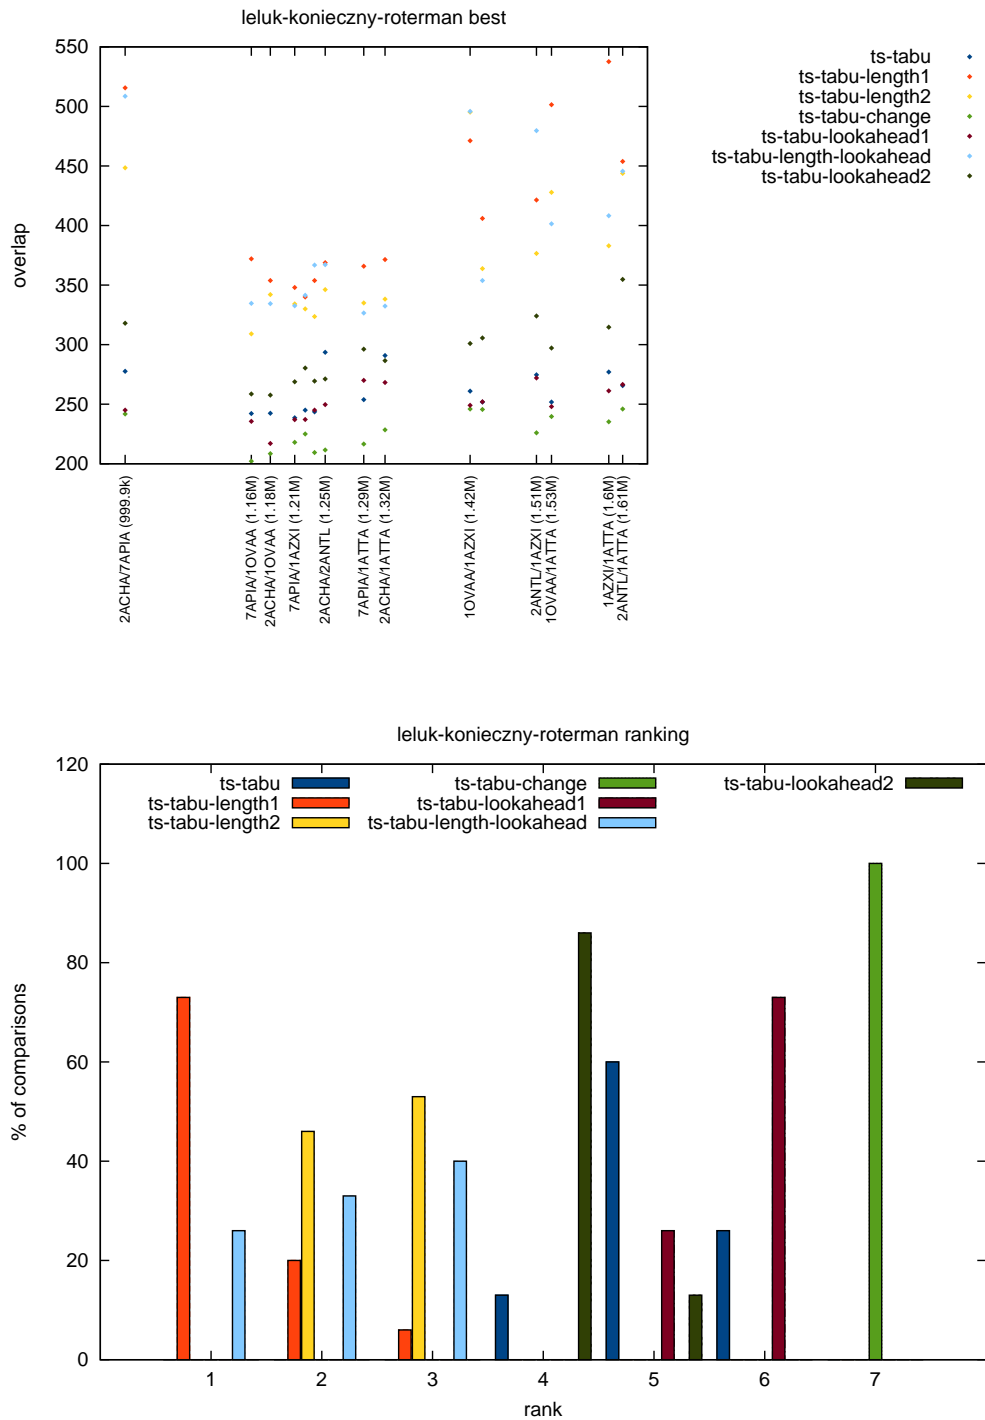 leluk-konieczny-roterman best
550
500
450
400
350
300
250
200
overlap
ts-tabu
ts-tabu-length1
ts-tabu-length2
ts-tabu-change
ts-tabu-lookahead1
ts-tabu-length-lookahead
ts-tabu-lookahead2
2ACHA/7APIA (999.9k)
7APIA/1OVAA (1.16M)
2ACHA/1OVAA (1.18M)
7APIA/1AZXI (1.21M)
2ACHA/2ANTL (1.25M)
7APIA/1ATTA (1.29M)
2ACHA/1ATTA (1.32M)
1OVAA/1AZXI (1.42M)
2ANTL/1AZXI (1.51M)
1OVAA/1ATTA (1.53M)
1AZXI/1ATTA (1.6M)
2ANTL/1ATTA (1.61M)
leluk-konieczny-roterman ranking
120
100
80
60
40
20
0
% of comparisons
ts-tabu
ts-tabu-length1
ts-tabu-length2
ts-tabu-change
ts-tabu-lookahead1
ts-tabu-length-lookahead
ts-tabu-lookahead2
1 2 3 4 5 6 7
rank